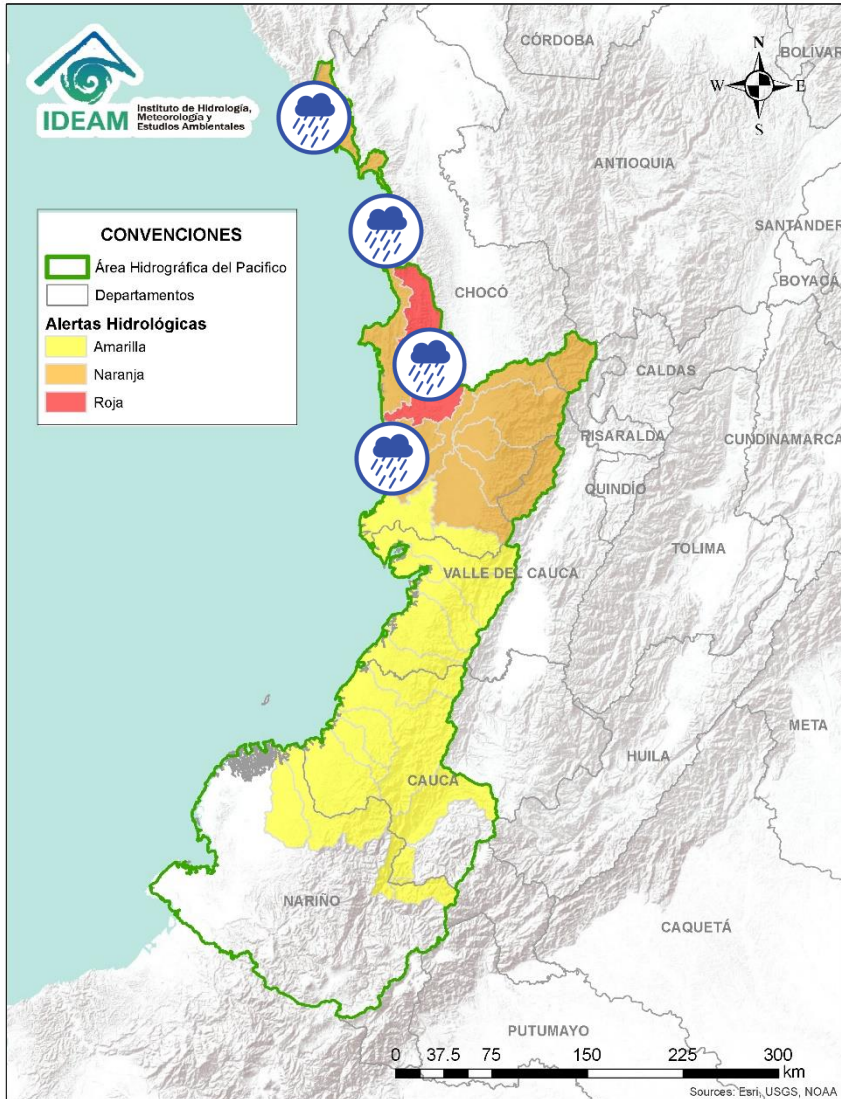 IDEAM
Instituto de Hidrología,
Meteorología y
Estudios Ambientales
CÓRDOBA
BOLÍVAR
N
W
E
S
ANTIOQUIA
SANTANDER
BOYACÁ
CONVENCIONES
Área Hidrográfica del Pacifico
Departamentos
Alertas Hidrológicas
Amarilla
Naranja
Roja
CHOCÓ
CALDAS
RISARALDA
CUNDINAMARCA
QUINDÍO
TOLIMA
VALLE DEL CAUCA
META
HUILA
CAUCA
NARIÑO
CAQUETÁ
PUTUMAYO
0 37.5 75 150 225 300
km
Sources: Esri, USGS, NOAA